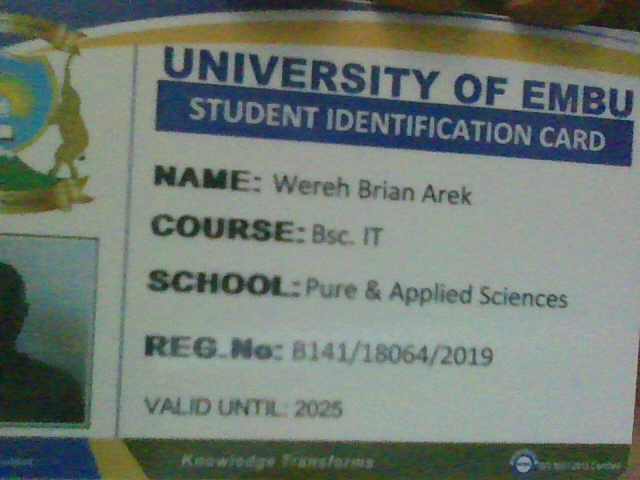 UNIVERSITY OF EMBU
STUDENT IDENTIFICATION CARD
NAME: Wereh Brian Arek
COURSE: Bsc. IT
SCHOOL: Pure & Applied Sciences
REG.No: B141/18064/2019
VALID UNTIL: 2025
Knowledge Transforms